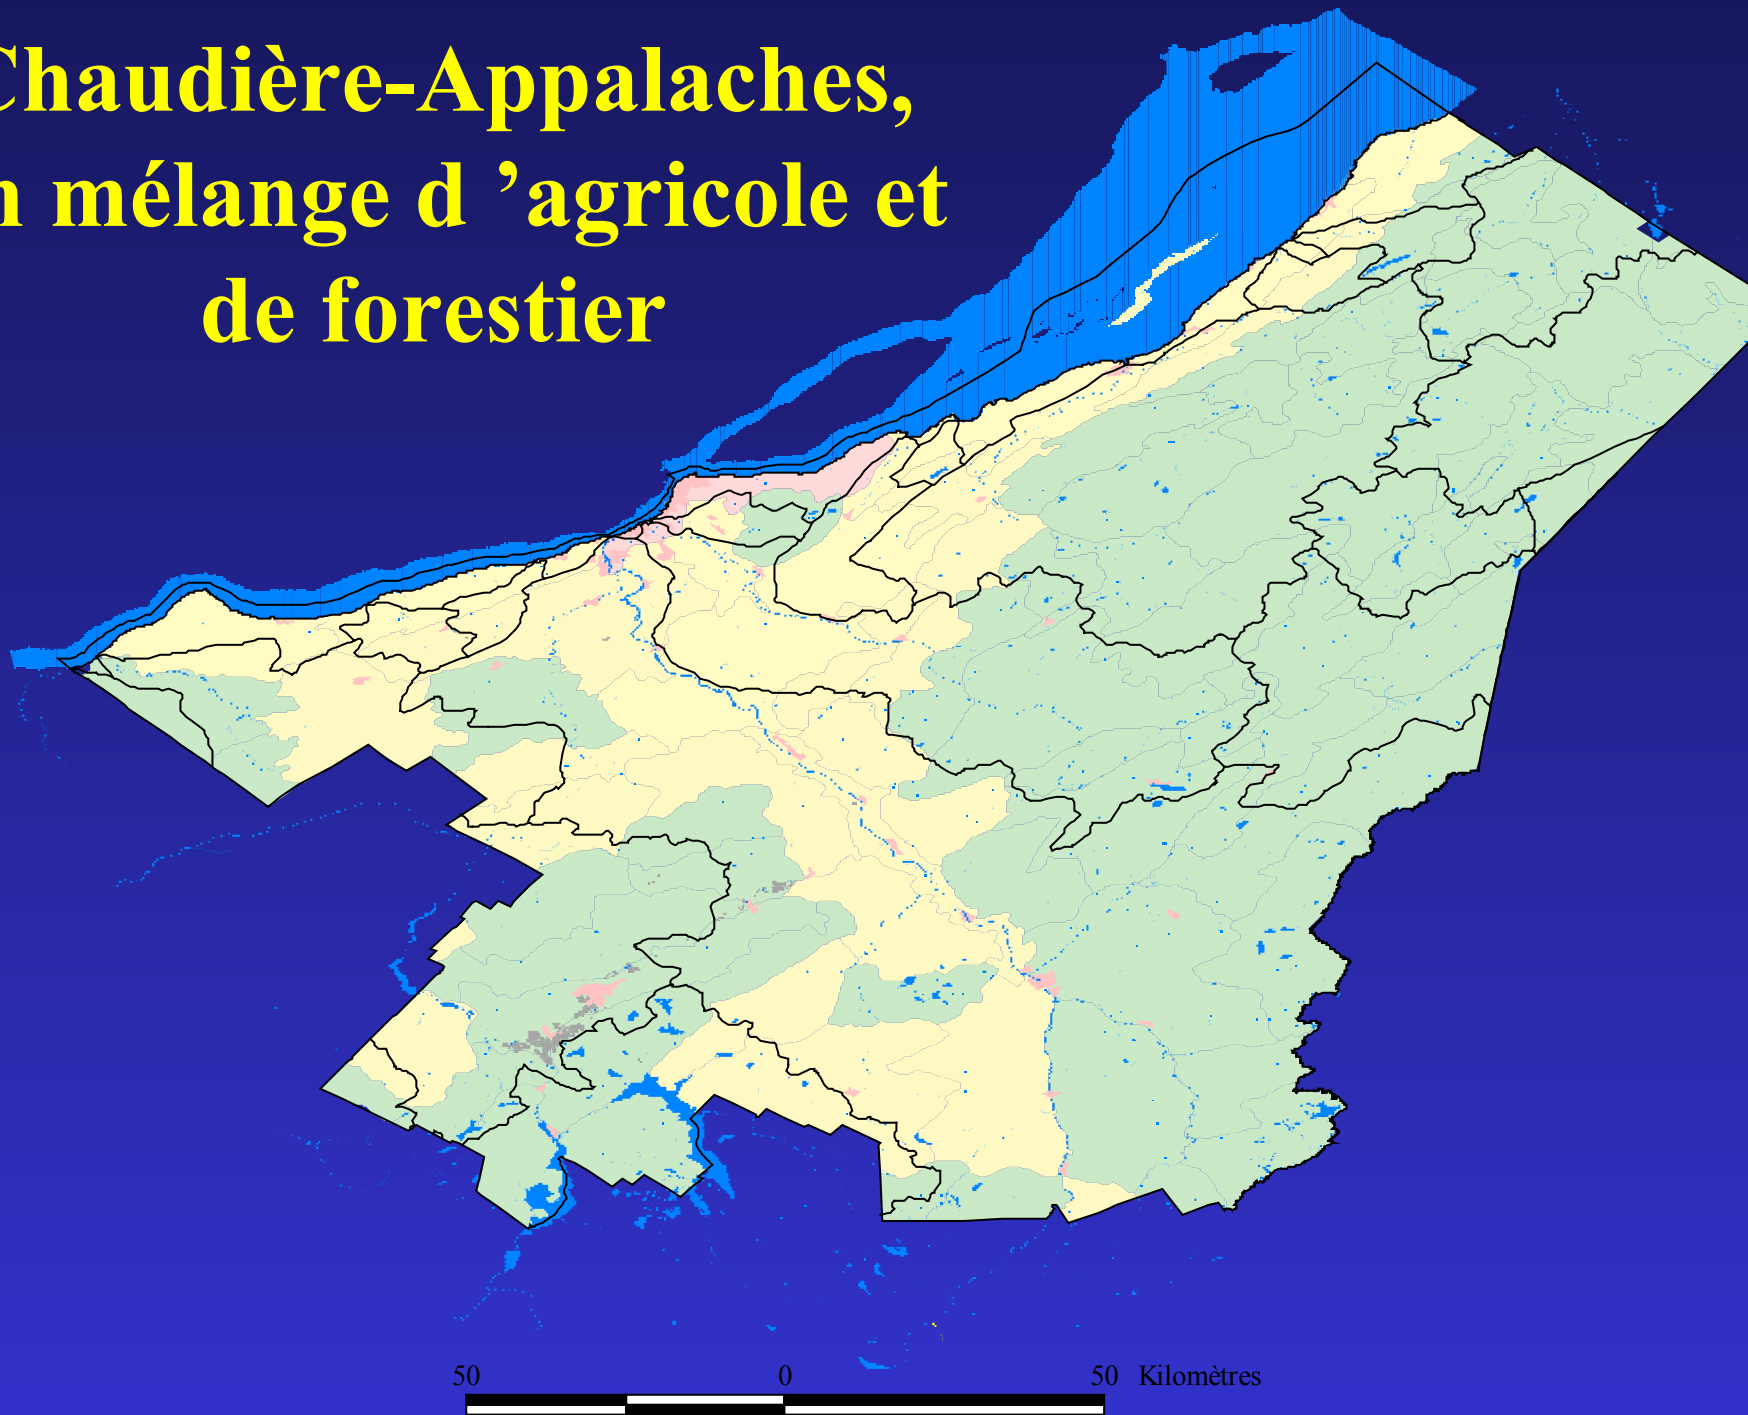 Chaudière-Appalaches,
n mélange d ’agricole et
de forestier
50 0 50 Kilomètres